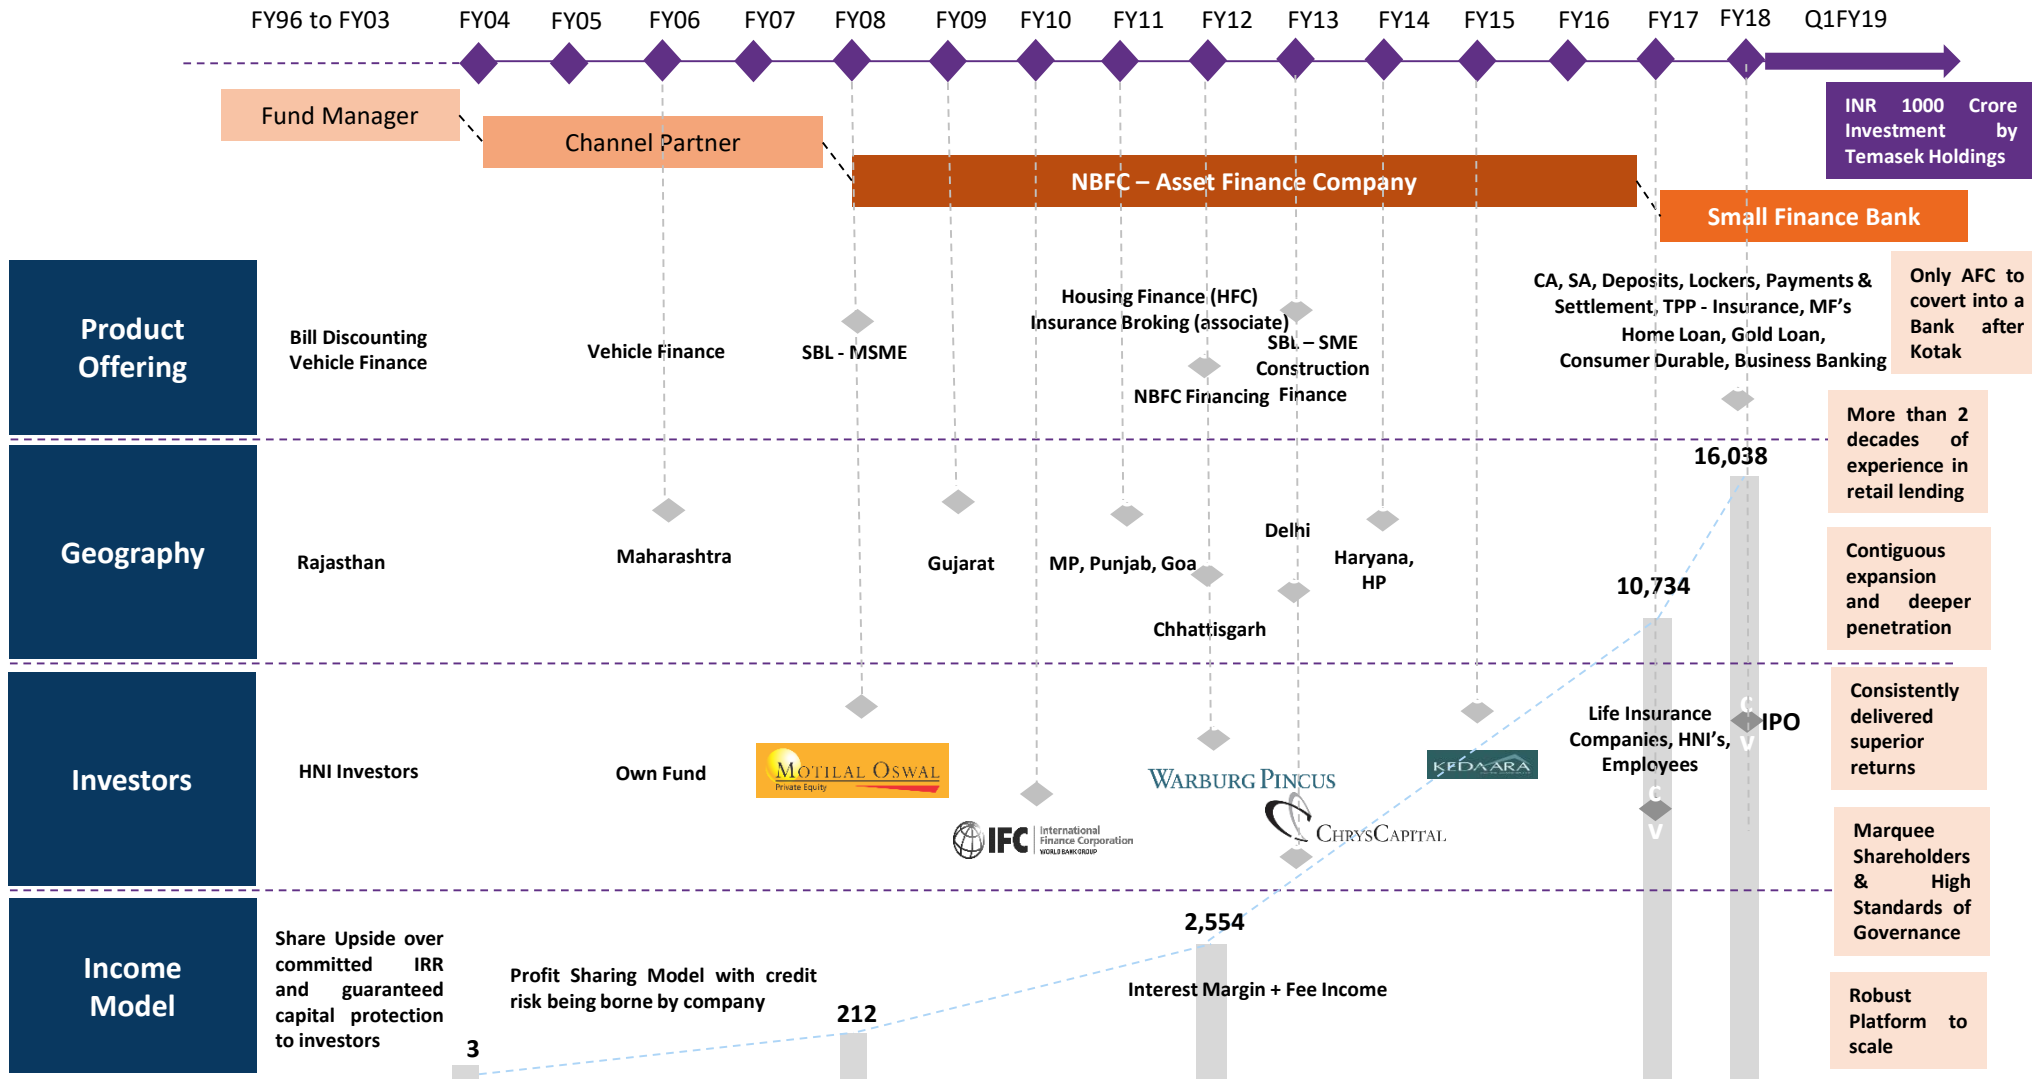 FY96 to FY03 FY04 FY05 FY06 FY07 FY08 FY09 FY10 FY11 FY12 FY13 FY14 FY15 FY16 FY17 FY18 Q1FY19
Fund Manager
Channel Partner
NBFC – Asset Finance Company
Small Finance Bank
INR 1000 Crore
Investment by
Temasek Holdings
Product
Offering
Bill Discounting
Vehicle Finance
Vehicle Finance
SBL - MSME
Housing Finance (HFC)
Insurance Broking (associate)
NBFC Financing
SBL – SME
Construction
Finance
CA, SA, Deposits, Lockers, Payments &
Settlement, TPP - Insurance, MF's
Home Loan, Gold Loan,
Consumer Durable, Business Banking
Only AFC to
covert into a
Bank after
Kotak
More than 2
decades of
experience in
retail lending
Geography
Rajasthan
Maharashtra
Gujarat
MP, Punjab, Goa
Chhattisgarh
Delhi
Haryana,
HP
10,734
16,038
Contiguous
expansion
and deeper
penetration
Investors
HNI Investors
Own Fund
MOTILAL OSWAL
Private Equity
IFC
International
Finance Corporation
WORLD BANK GROUP
WARBURG PINCUS
CHRYSCAPITAL
KEDAARA
Life Insurance
Companies, HNI's,
Employees
C
V
C
V
IPO
Consistently
delivered
superior
returns
Marquee
Shareholders
& High
Standards of
Governance
Income
Model
Share Upside over
committed IRR
and guaranteed
capital protection
to investors
3
Profit Sharing Model with credit
risk being borne by company
212
2,554
Interest Margin + Fee Income
Robust
Platform to
scale